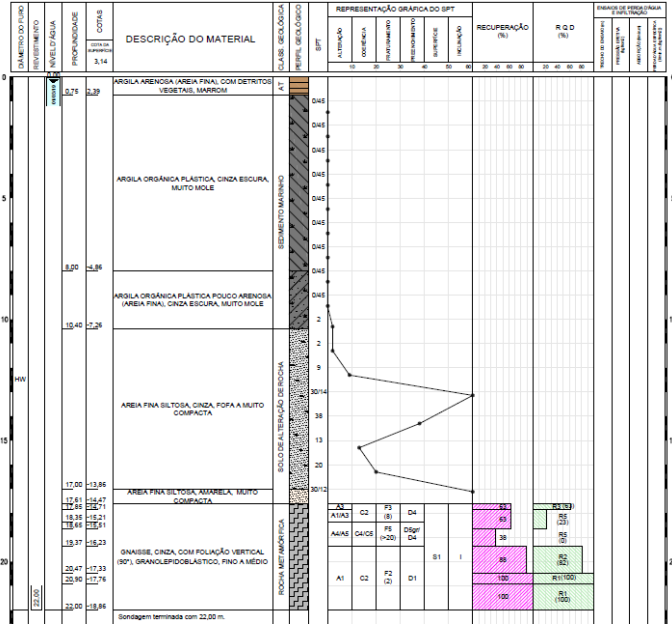 REPRESENTAÇÃO GRÁFICA DO SPT
ENSAIOS DE PERDA D'ÁGUA
E INFILTRAÇÃO
DIÂMETRO DO FURO
REVESTIMENTO
NÍVEL D'ÁGUA
PROFUNDIDADE
COTAS
COTA DA
SUPERFÍCIE
3,14
DESCRIÇÃO DO MATERIAL
CLASS. GEOLÓGICA
PERFIL GEOLÓGICO
SPT
ALTERAÇÃO
COERÊNCIA
FRATURAMENTO
PREENCHIMENTO
SUPERFÍCIE
INCLINAÇÃO
10 20 30 40 50 60
RECUPERAÇÃO
(%)
20 40 60 80
R Q D
(%)
20 40 60 80
0
0,00
ARGILA ARENOSA (AREIA FINA), COM DETRITOS
VEGETAIS, MARROM
AT
0,75 2,39
0/45
0/45
0/45
0/45
ARGILA ORGÂNICA PLÁSTICA, CINZA ESCURA,
MUITO MOLE
SEDIMENTO MARINHO
5
0/45
0/45
0/45
0/45
8,00 -4,86
0/45
ARGILA ORGÂNICA PLÁSTICA POUCO ARENOSA
(AREIA FINA), CINZA ESCURA, MUITO MOLE
10
2
10,40 -7,26
2
9
HW
30/14
AREIA FINA SILTOSA, CINZA, FOFA A MUITO
COMPACTA
SOLO DE ALTERAÇÃO DE ROCHA
38
15
13
20
17,00 -13,86
30/12
AREIA FINA SILTOSA, AMARELA, MUITO
COMPACTA
17,61 -14,47
17,85 -14,71
A3 C2 F3
(8) D4 63 R3 (63)
A1/A3 63 R5
(23)
18,35 -15,21
18,65 -15,51
A4/A5 C4/C5 F5
(>20) D5gr/
D4 38 R5
(0)
19,37 -16,23
GNAISSE, CINZA, COM FOLIAÇÃO VERTICAL
(90°), GRANOLEPIDOBLÁSTICO, FINO A MÉDIO
ROCHA METAMÓRFICA
S1 I
20
R2
(82)
20,47 -17,33
20,90 -17,76
A1 C2 F2
(2) D1 100 R1(100)
100 R1
(100)
22,00
22,00 -18,86
Sondagem terminada com 22,00 m.